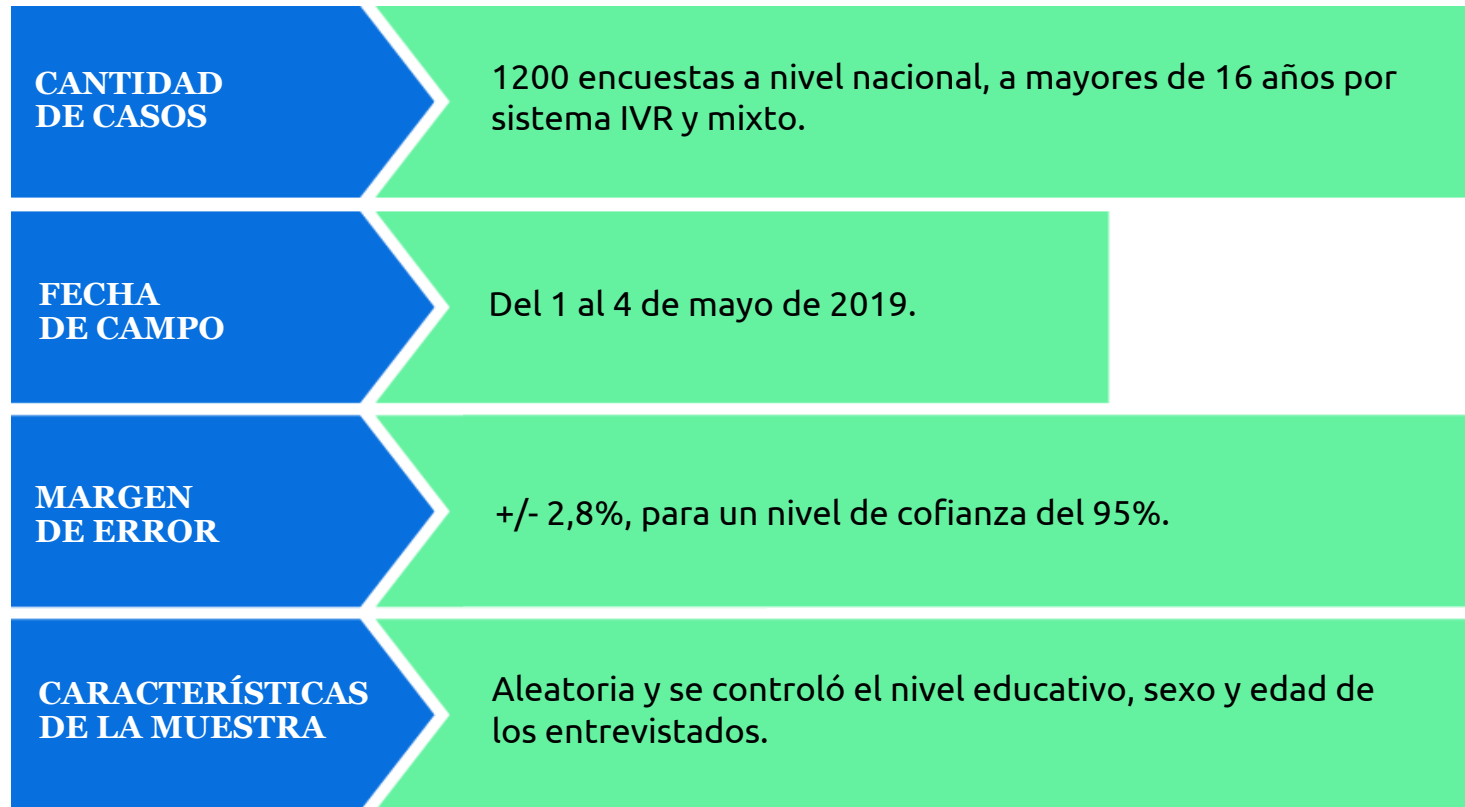 CANTIDAD
DE CASOS
1200 encuestas a nivel nacional, a mayores de 16 años por
sistema IVR y mixto.
FECHA
DE CAMPO
Del 1 al 4 de mayo de 2019.
MARGEN
DE ERROR
+/- 2,8%, para un nivel de cofianza del 95%.
CARACTERÍSTICAS
DE LA MUESTRA
Aleatoria y se controló el nivel educativo, sexo y edad de
los entrevistados.